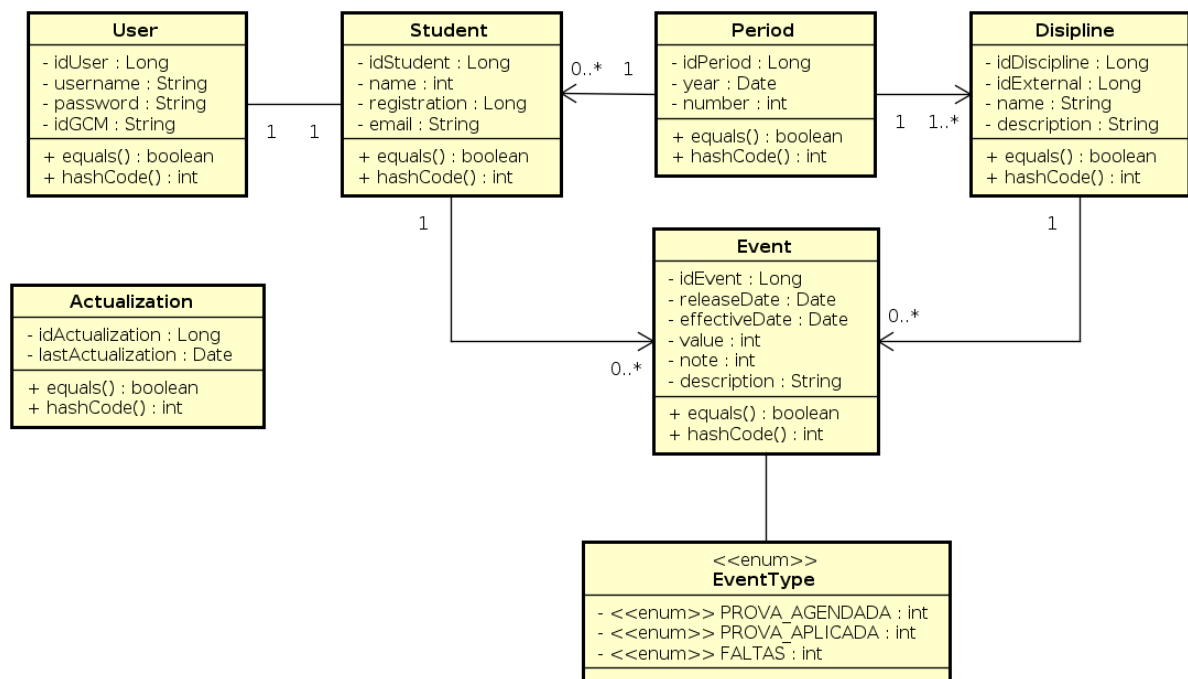 User
- idUser : Long
- username : String
- password : String
- idGCM : String
+ equals() : boolean
+ hashCode() : int
1 1
Student
- idStudent : Long
- name : int
- registration : Long
- email : String
+ equals() : boolean
+ hashCode() : int
0..* 1
Period
- idPeriod : Long
- year : Date
- number : int
+ equals() : boolean
+ hashCode() : int
1 1..*
Disipline
- idDiscipline : Long
- idExternal : Long
- name : String
- description : String
+ equals() : boolean
+ hashCode() : int
1
0..*
1
0..*
Event
- idEvent : Long
- releaseDate : Date
- effectiveDate : Date
- value : int
- note : int
- description : String
+ equals() : boolean
+ hashCode() : int
Actualization
- idActualization : Long
- lastActualization : Date
+ equals() : boolean
+ hashCode() : int
<<enum>>
EventType
- <<enum>> PROVA_AGENDADA : int
- <<enum>> PROVA_APLICADA : int
- <<enum>> FALTAS : int